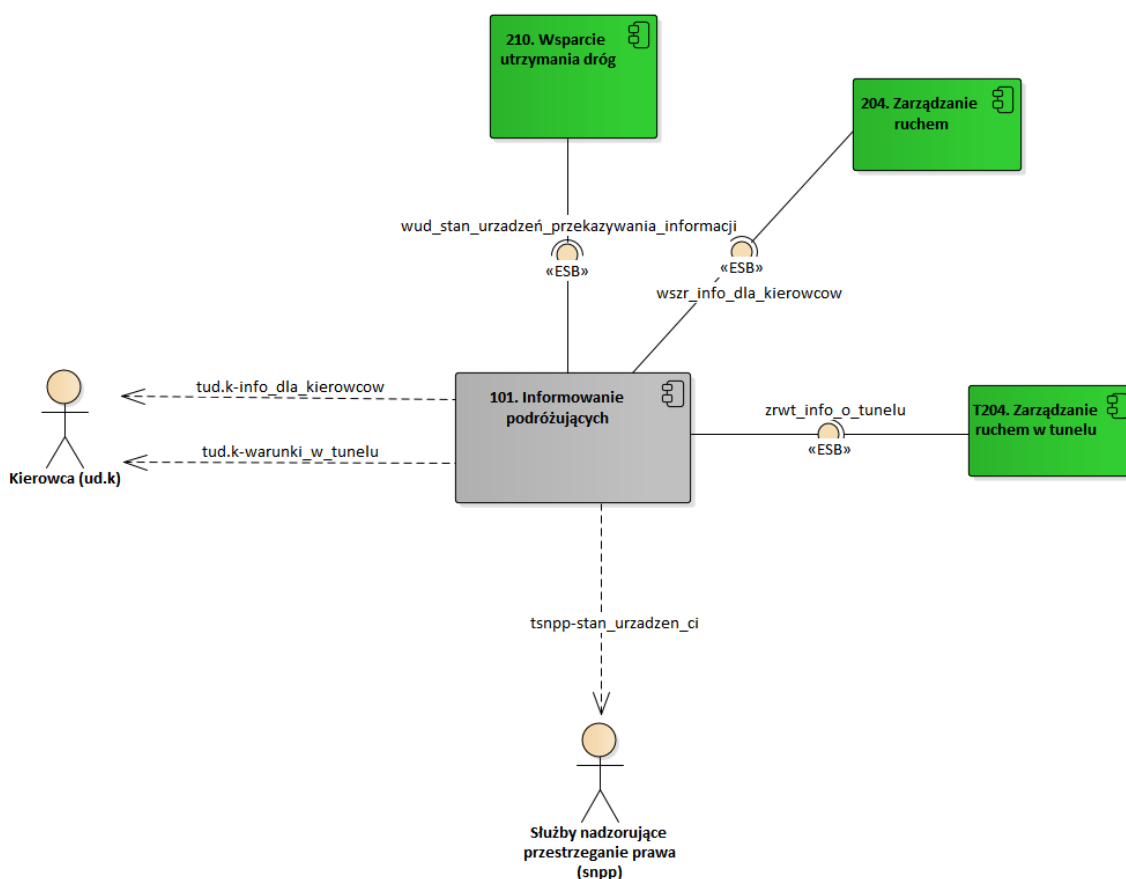 210. Wsparcie
utrzymania dróg
204. Zarządzanie
ruchem
wud_stan_urzadzeń_przekazywania_informacji
«ESB»
«ESB»
wszr_info_dla_kierowcow
tud.k-info_dla_kierowcow
101. Informowanie
podróżujących
zrwt_info_o_tunelu
T204. Zarządzanie
ruchem w tunelu
«ESB»
tud.k-warunki_w_tunelu
Kierowca (ud.k)
tsnpp-stan_urzadzen_ci
Służby nadzorujące
przestrzeganie prawa
(snpp)